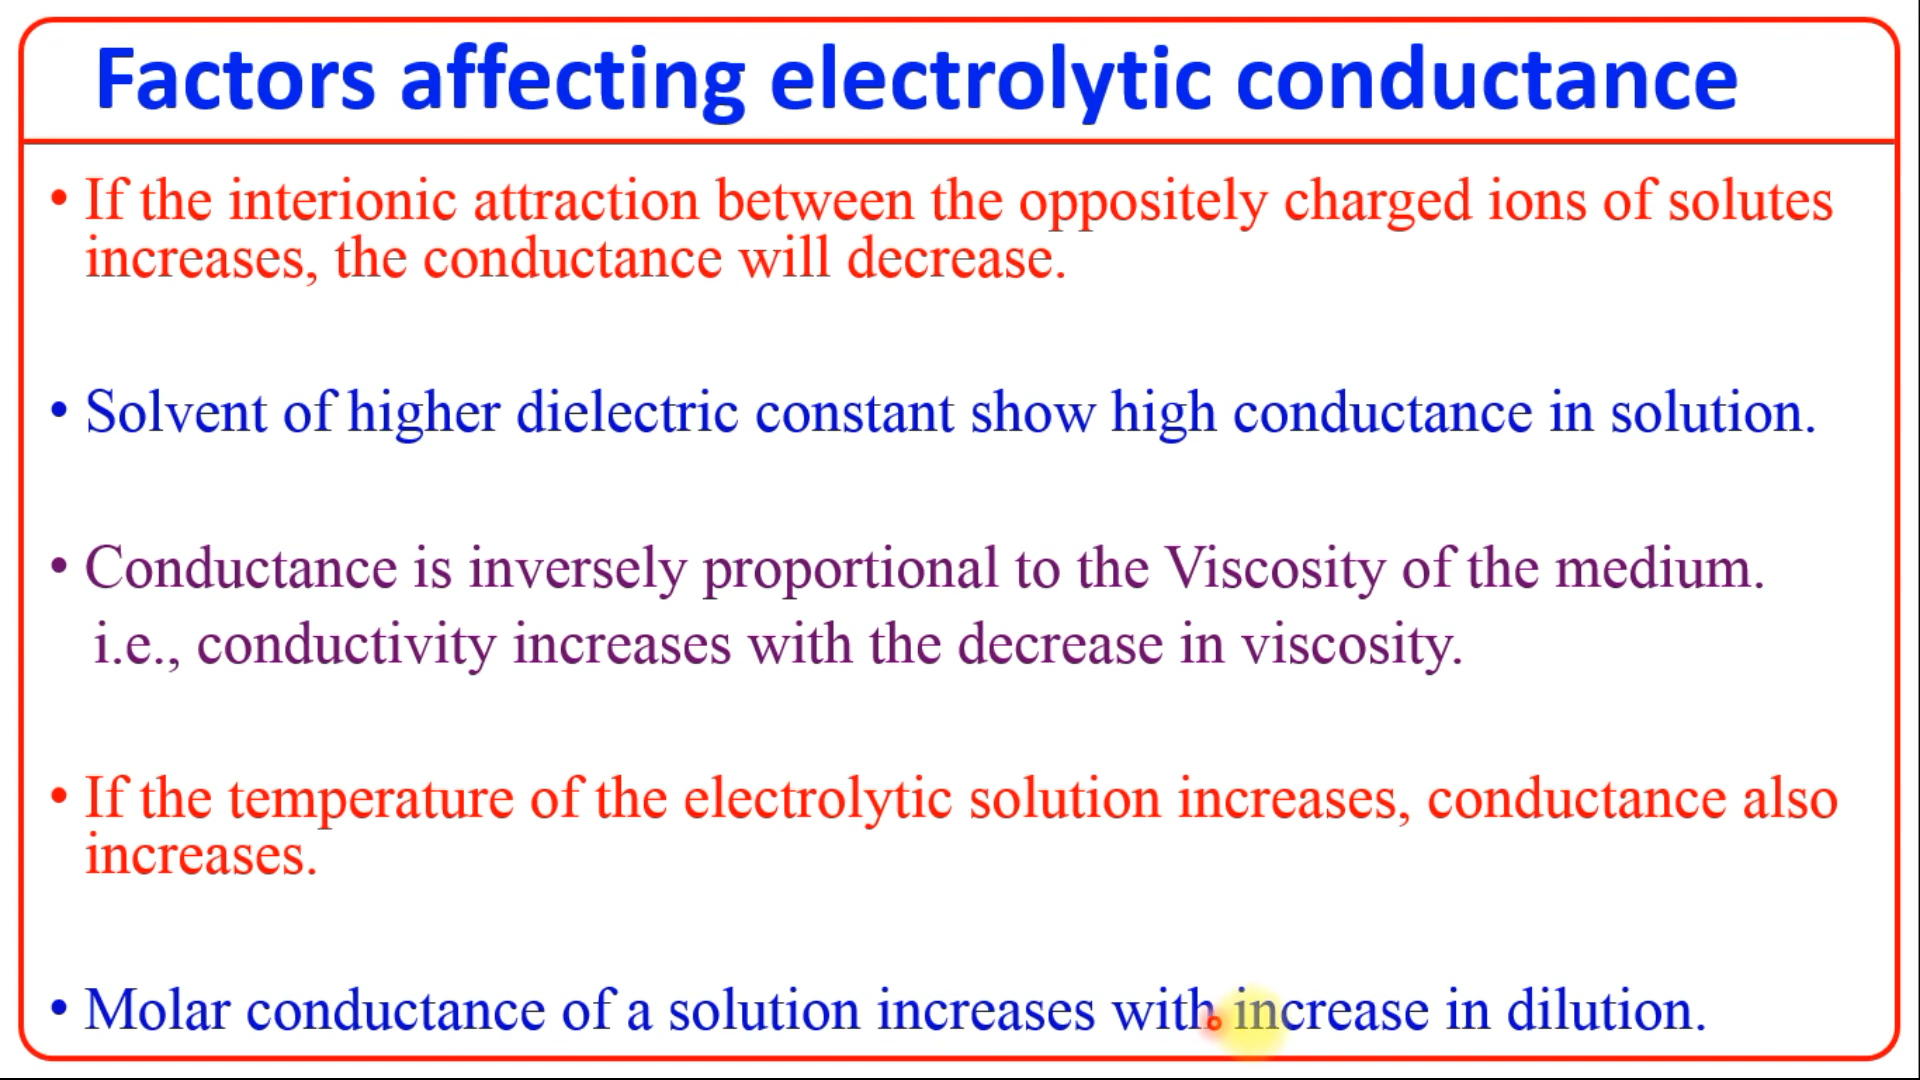 Factors affecting electrolytic conductance
• If the interionic attraction between the oppositely charged ions of solutes
increases, the conductance will decrease.
• Solvent of higher dielectric constant show high conductance in solution.
• Conductance is inversely proportional to the Viscosity of the medium.
i.e., conductivity increases with the decrease in viscosity.
• If the temperature of the electrolytic solution increases, conductance also
increases.
• Molar conductance of a solution increases with increase in dilution.